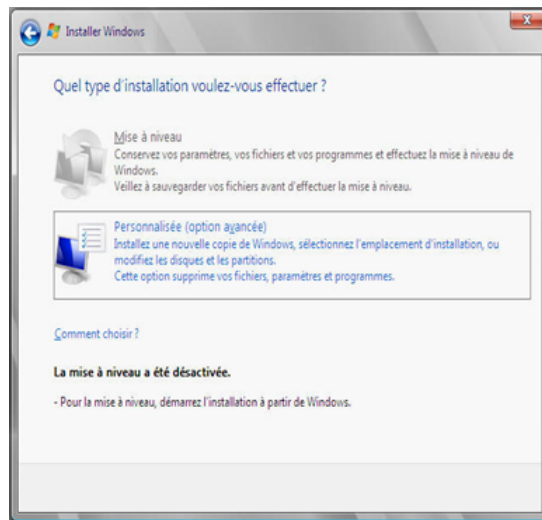 Installer Windows
Quel type d'installation voulez-vous effectuer ?
Mise à niveau
Conservez vos paramètres, vos fichiers et vos programmes et effectuez la mise à niveau de
Windows.
Veillez à sauvegarder vos fichiers avant d'effectuer la mise à niveau.
Personnalisée (option avancée)
Installez une nouvelle copie de Windows, sélectionnez l'emplacement d'installation, ou
modifiez les disques et les partitions.
Cette option supprime vos fichiers, paramètres et programmes.
Comment choisir ?
La mise à niveau a été désactivée.
- Pour la mise à niveau, démarrez l'installation à partir de Windows.